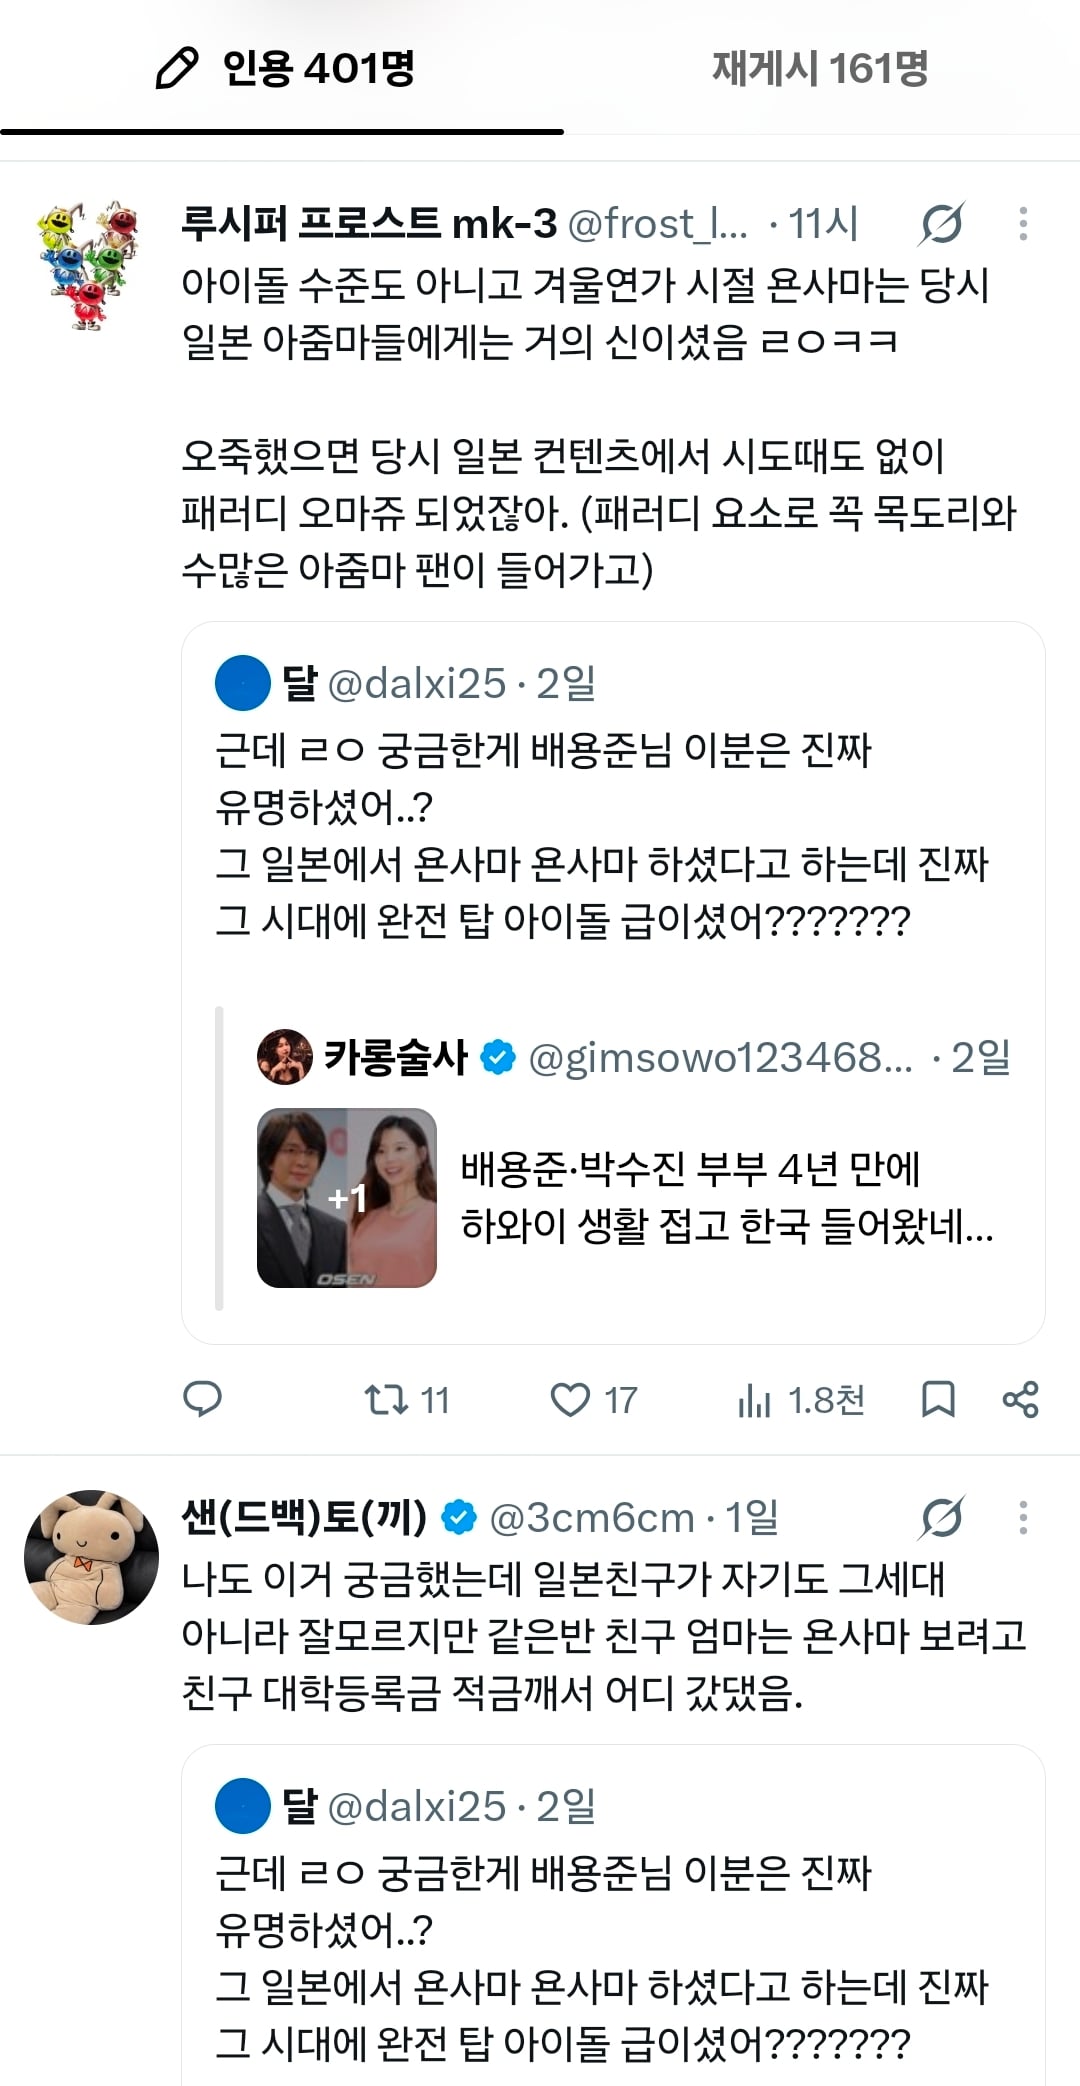 인용 401명
재게시 161명
루시퍼 프로스트 mk-3 @frost_l... · 11시
아이돌 수준도 아니고 겨울연가 시절 욘사마는 당시
일본 아줌마들에게는 거의 신이셨음 ㄹㅇㅋㅋ
오죽했으면 당시 일본 컨텐츠에서 시도때도 없이
패러디 오마쥬 되었잖아. (패러디 요소로 꼭 목도리와
수많은 아줌마 팬이 들어가고)
달 @dalxi25 · 2일
근데 ㄹㅇ 궁금한게 배용준님 이분은 진짜
유명하셨어..?
그 일본에서 욘사마 욘사마 하셨다고 하는데 진짜
그 시대에 완전 탑 아이돌 급이셨어???????
카롱술사 @gimsowo123468... · 2일
+1
OSEN
배용준·박수진 부부 4년 만에
하와이 생활 접고 한국 들어왔네...
11 17 1.8천
샌(드백)토(끼) @3cm6cm · 1일
나도 이거 궁금했는데 일본친구가 자기도 그세대
아니라 잘모르지만 같은반 친구 엄마는 욘사마 보려고
친구 대학등록금 적금깨서 어디 갔댔음.
달 @dalxi25 · 2일
근데 ㄹㅇ 궁금한게 배용준님 이분은 진짜
유명하셨어..?
그 일본에서 욘사마 욘사마 하셨다고 하는데 진짜
그 시대에 완전 탑 아이돌 급이셨어???????